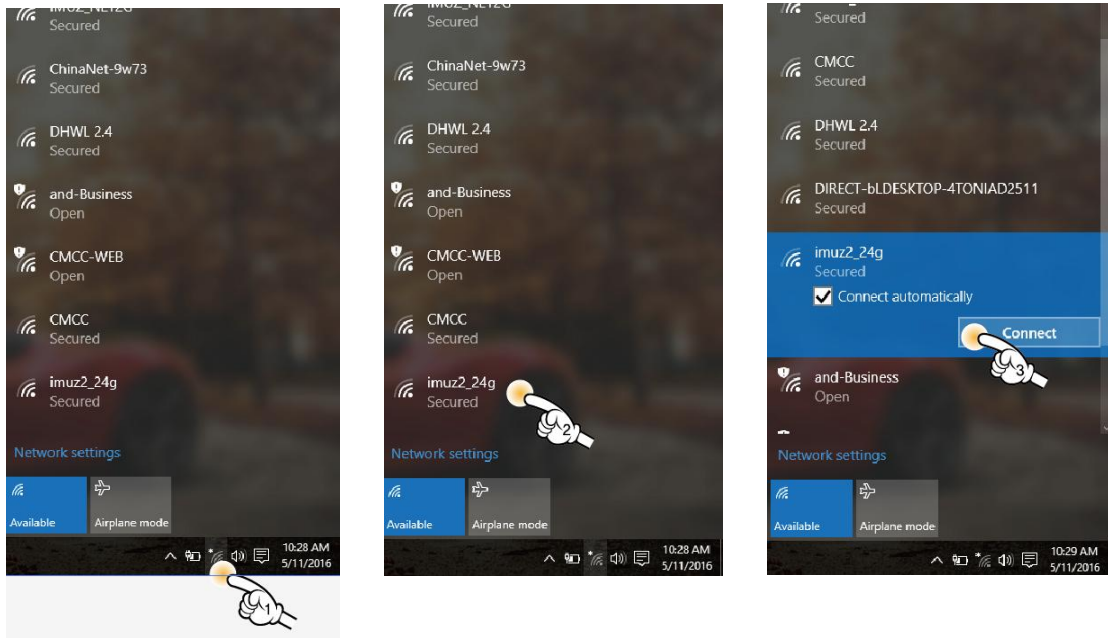 Secured
ChinaNet-9w73
Secured
DHWL 2.4
Secured
and-Business
Open
CMCC-WEB
Open
CMCC
Secured
imuz2_24g
Secured
Network settings
Available
Airplane mode
10:28 AM
5/11/2016
1
Secured
ChinaNet-9w73
Secured
DHWL 2.4
Secured
and-Business
Open
CMCC-WEB
Open
CMCC
Secured
imuz2_24g
Secured
2
Network settings
Available
Airplane mode
10:28 AM
5/11/2016
Secured
CMCC
Secured
DHWL 2.4
Secured
DIRECT-bLDESKTOP-4TONIAD2511
Secured
imuz2_24g
Secured
Connect automatically
Connect
3
and-Business
Open
Network settings
Available
Airplane mode
10:29 AM
5/11/2016